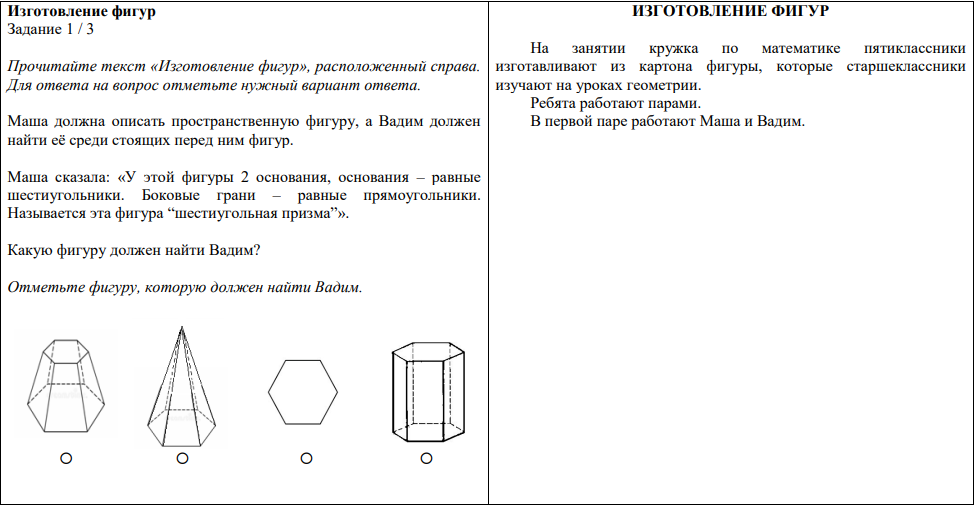 Изготовление фигур
Задание 1 / 3
Прочитайте текст «Изготовление фигур», расположенный справа.
Для ответа на вопрос отметьте нужный вариант ответа.
Маша должна описать пространственную фигуру, а Вадим должен
найти её среди стоящих перед ним фигур.
Маша сказала: «У этой фигуры 2 основания, основания – равные
шестиугольники. Боковые грани – равные прямоугольники.
Называется эта фигура “шестиугольная призма”».
Какую фигуру должен найти Вадим?
Отметьте фигуру, которую должен найти Вадим.
ИЗГОТОВЛЕНИЕ ФИГУР
На занятии кружка по математике пятиклассники
изготавливают из картона фигуры, которые старшеклассники
изучают на уроках геометрии.
Ребята работают парами.
В первой паре работают Маша и Вадим.